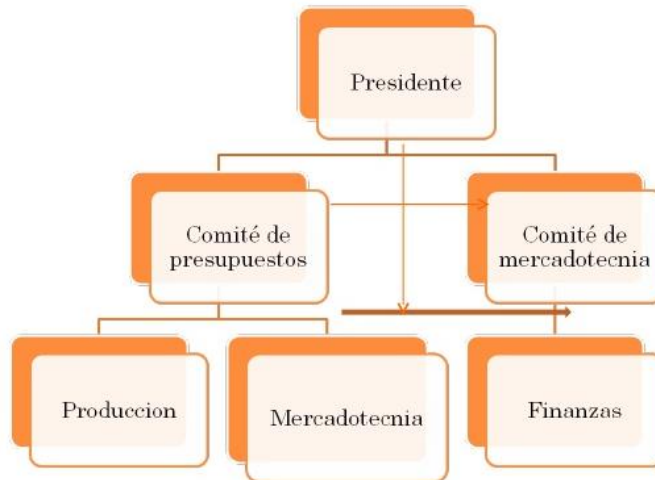 Presidente
Comité de
presupuestos
Comité de
mercadotecnia
Produccion
Mercadotecnia
Finanzas